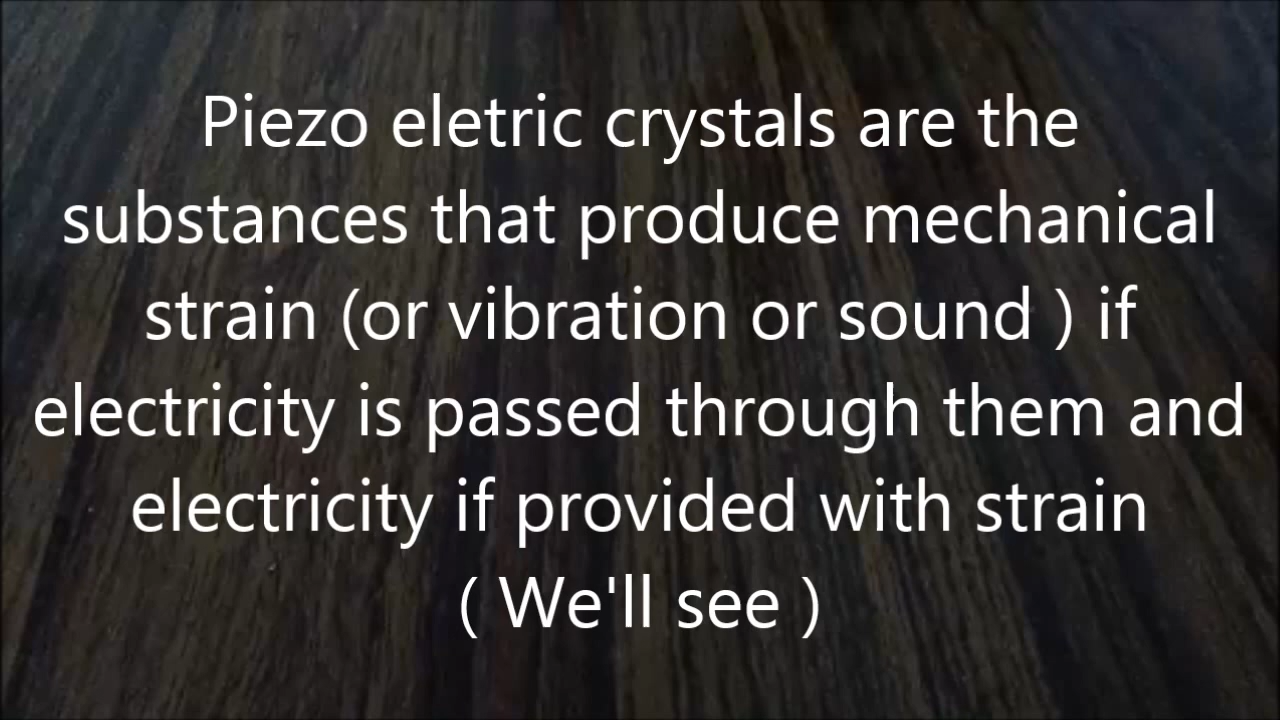 Piezo eletric crystals are the
substances that produce mechanical
strain (or vibration or sound ) if
electricity is passed through them and
electricity if provided with strain
( We'll see )